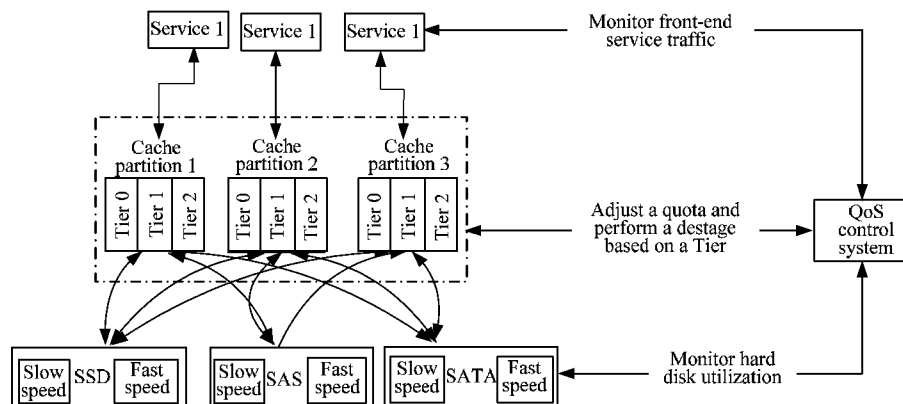 Service 1
Service 1
Service 1
Monitor front-end
service traffic
Cache
partition 1
Cache
partition 2
Cache
partition 3
Tier 0
Tier 1
Tier 2
Tier 0
Tier 1
Tier 2
Tier 0
Tier 1
Tier 2
Adjust a quota and
perform a destage
based on a Tier
QoS
control
system
Slow
speed
SSD
Fast
speed
Slow
speed
SAS
Fast
speed
Slow
speed
SATA
Fast
speed
Monitor hard
disk utilization